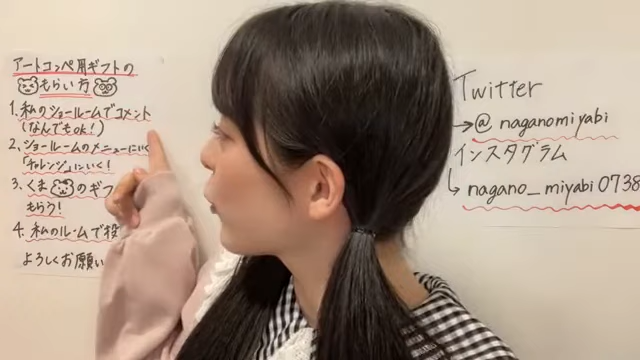 アートコンペ用ギフトの
もらい方
1. 私のショールームでコメント
(なんでもok!)
2. ショールームのメニューにいく
「チャレンジ」にいく!
3. くま のギフ
もらう!
4. 私のルームで投
よろしくお願い
Twitter
→@ naganomiyabi
インスタグラム
nagano_miyabi0738